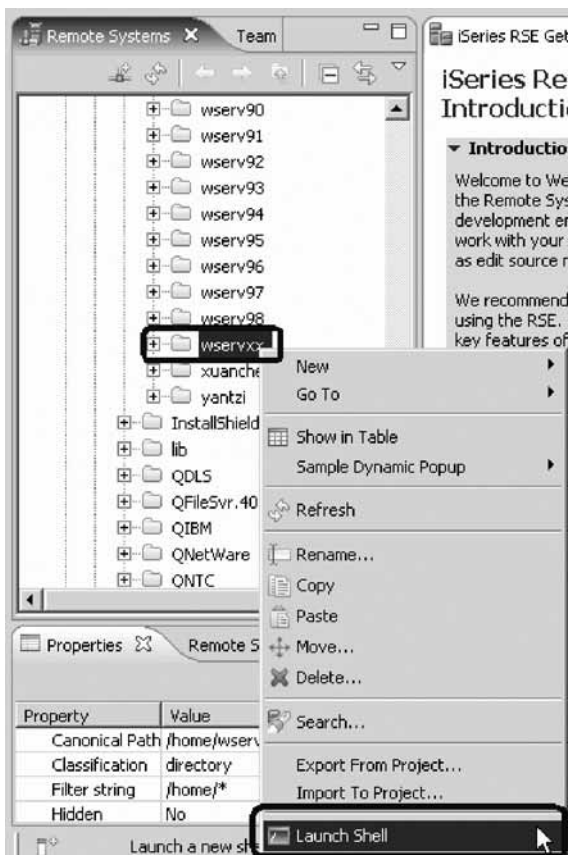 Remote Systems Team
iSeries RSE Get
iSeries Re
Introducti
Introductio
Welcome to We
the Remote Sys
development en
work with your
as edit source
We recommend
using the RSE.
key features of
wserv90
wserv91
wserv92
wserv93
wserv94
wserv95
wserv96
wserv97
wserv98
wservxx
xuanche
yantzi
InstallShield
lib
QDLS
QFileSvr.40
QIBM
QNetWare
QNTC
New
Go To
Show in Table
Sample Dynamic Popup
Refresh
Rename...
Copy
Paste
Move...
Delete...
Search...
Export From Project...
Import To Project...
Launch Shell
Properties Remote S
Property Value
Canonical Path /home/wserv
Classification directory
Filter string /home/*
Hidden No
Launch a new she